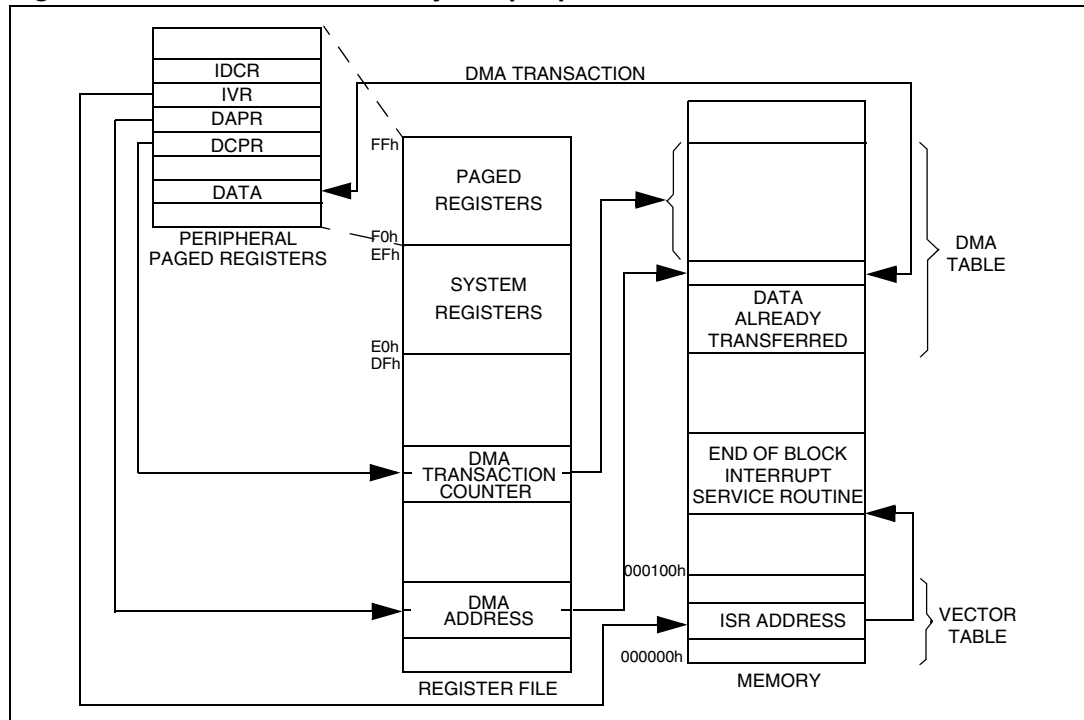 IDCR
IVR
DAPR
DCPR
DATA
PERIPHERAL
PAGED REGISTERS
DMA TRANSACTION
FFh
PAGED
REGISTERS
F0h
EFh
SYSTEM
REGISTERS
E0h
DFh
DMA
TRANSACTION
COUNTER
DMA
ADDRESS
REGISTER FILE
DATA
ALREADY
TRANSFERRED
DMA
TABLE
END OF BLOCK
INTERRUPT
SERVICE ROUTINE
000100h
ISR ADDRESS
000000h
VECTOR
TABLE
MEMORY